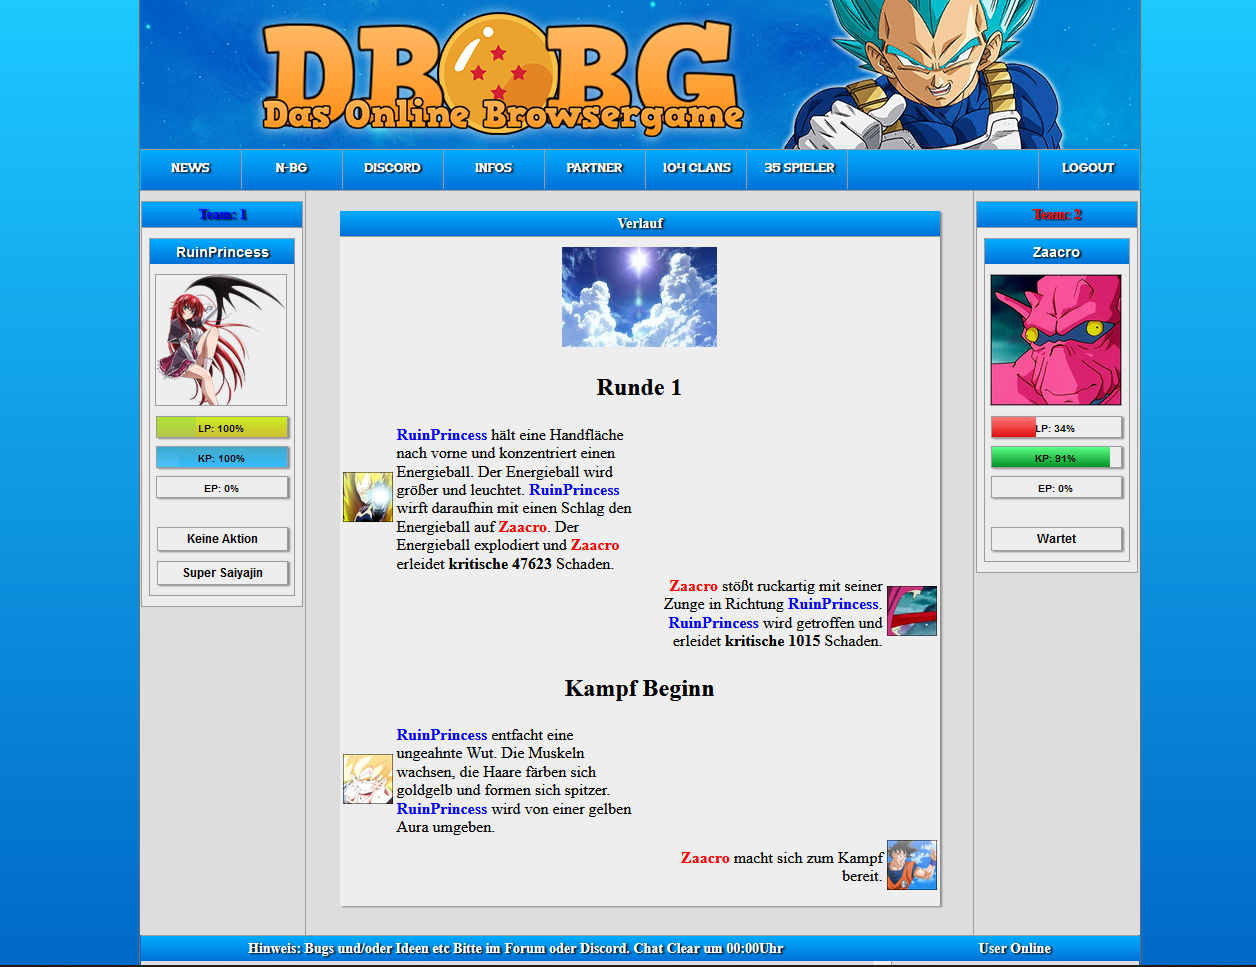 DBBG
Das Online Browsergame
NEWS
N-BG
DISCORD
INFOS
PARTNER
104 CLANS
35 SPIELER
LOGOUT
Team: 1
RuinPrincess
LP: 100%
KP: 100%
EP: 0%
Keine Aktion
Super Saiyajin
Verlauf
Runde 1
RuinPrincess hält eine Handfläche
nach vorne und konzentriert einen
Energieball. Der Energieball wird
größer und leuchtet. RuinPrincess
wirft daraufhin mit einen Schlag den
Energieball auf Zaacro. Der
Energieball explodiert und Zaacro
erleidet kritische 47623 Schaden.
Zaacro stößt ruckartig mit seiner
Zunge in Richtung RuinPrincess.
RuinPrincess wird getroffen und
erleidet kritische 1015 Schaden.
Kampf Beginn
RuinPrincess entfacht eine
ungeahnte Wut. Die Muskeln
wachsen, die Haare färben sich
goldgelb und formen sich spitzer.
RuinPrincess wird von einer gelben
Aura umgeben.
Zaacro macht sich zum Kampf
bereit.
Team: 2
Zaacro
LP: 34%
KP: 91%
EP: 0%
Wartet
Hinweis: Bugs und/oder Ideen etc Bitte im Forum oder Discord. Chat Clear um 00:00Uhr
User Online